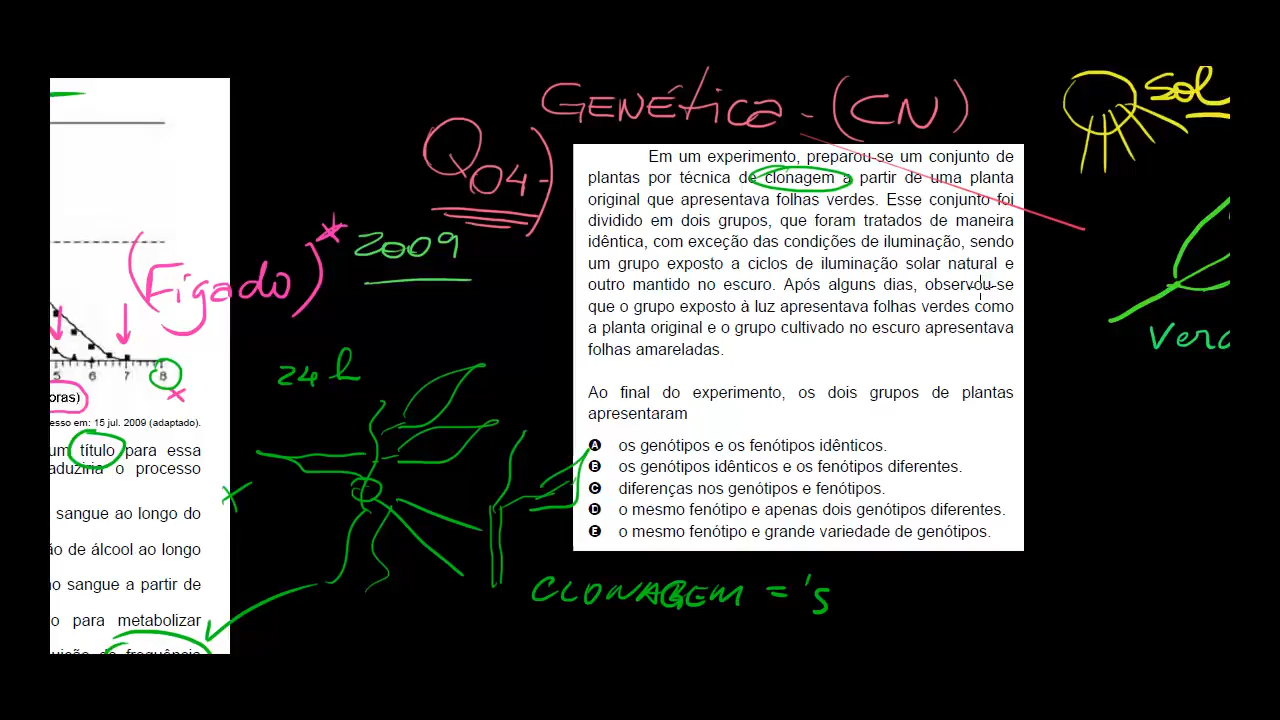 GENÉtica - (CN)
Q04-)
2009
(Fígado)*
sol
Verd
24 h
5 6 7 8
oras)
esso em: 15 jul. 2009 (adaptado).
um título para essa
aduziria o processo
sangue ao longo do
ão de álcool ao longo
no sangue a partir de
o para metabolizar
Em um experimento, preparou-se um conjunto de
plantas por técnica de clonagem a partir de uma planta
original que apresentava folhas verdes. Esse conjunto foi
dividido em dois grupos, que foram tratados de maneira
idêntica, com exceção das condições de iluminação, sendo
um grupo exposto a ciclos de iluminação solar natural e
outro mantido no escuro. Após alguns dias, observou-se
que o grupo exposto à luz apresentava folhas verdes como
a planta original e o grupo cultivado no escuro apresentava
folhas amareladas.
Ao final do experimento, os dois grupos de plantas
apresentaram
A os genótipos e os fenótipos idênticos.
B os genótipos idênticos e os fenótipos diferentes.
C diferenças nos genótipos e fenótipos.
D o mesmo fenótipo e apenas dois genótipos diferentes.
E o mesmo fenótipo e grande variedade de genótipos.
CLONAGEM = 's